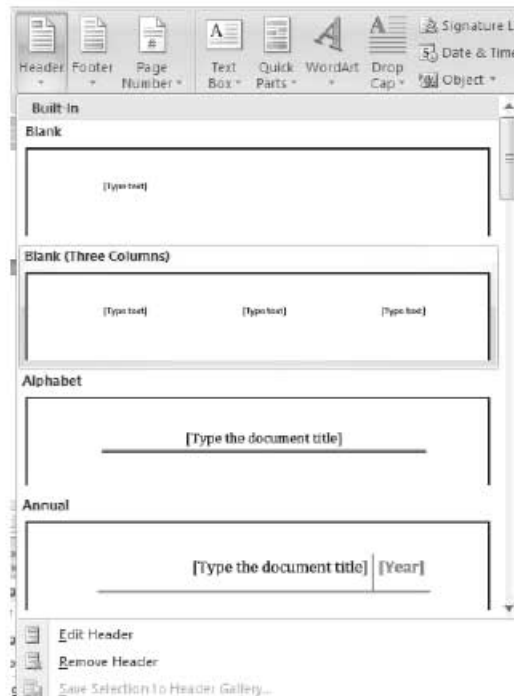 Header Footer Page Number
Text Box Quick Parts WordArt Drop Cap
Signature L
Date & Time
Object
Built-In
Blank
[Type text]
Blank (Three Columns)
[Type text] [Type text] [Type text]
Alphabet
[Type the document title]
Annual
[Type the document title] [Year]
Edit Header
Remove Header
Save Selection to Header Gallery...